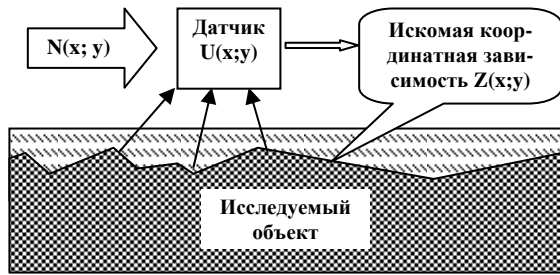 N(x; y)
Датчик
U(x;y)
Искомая коор-
динатная зави-
симость Z(x;y)
Исследуемый
объект